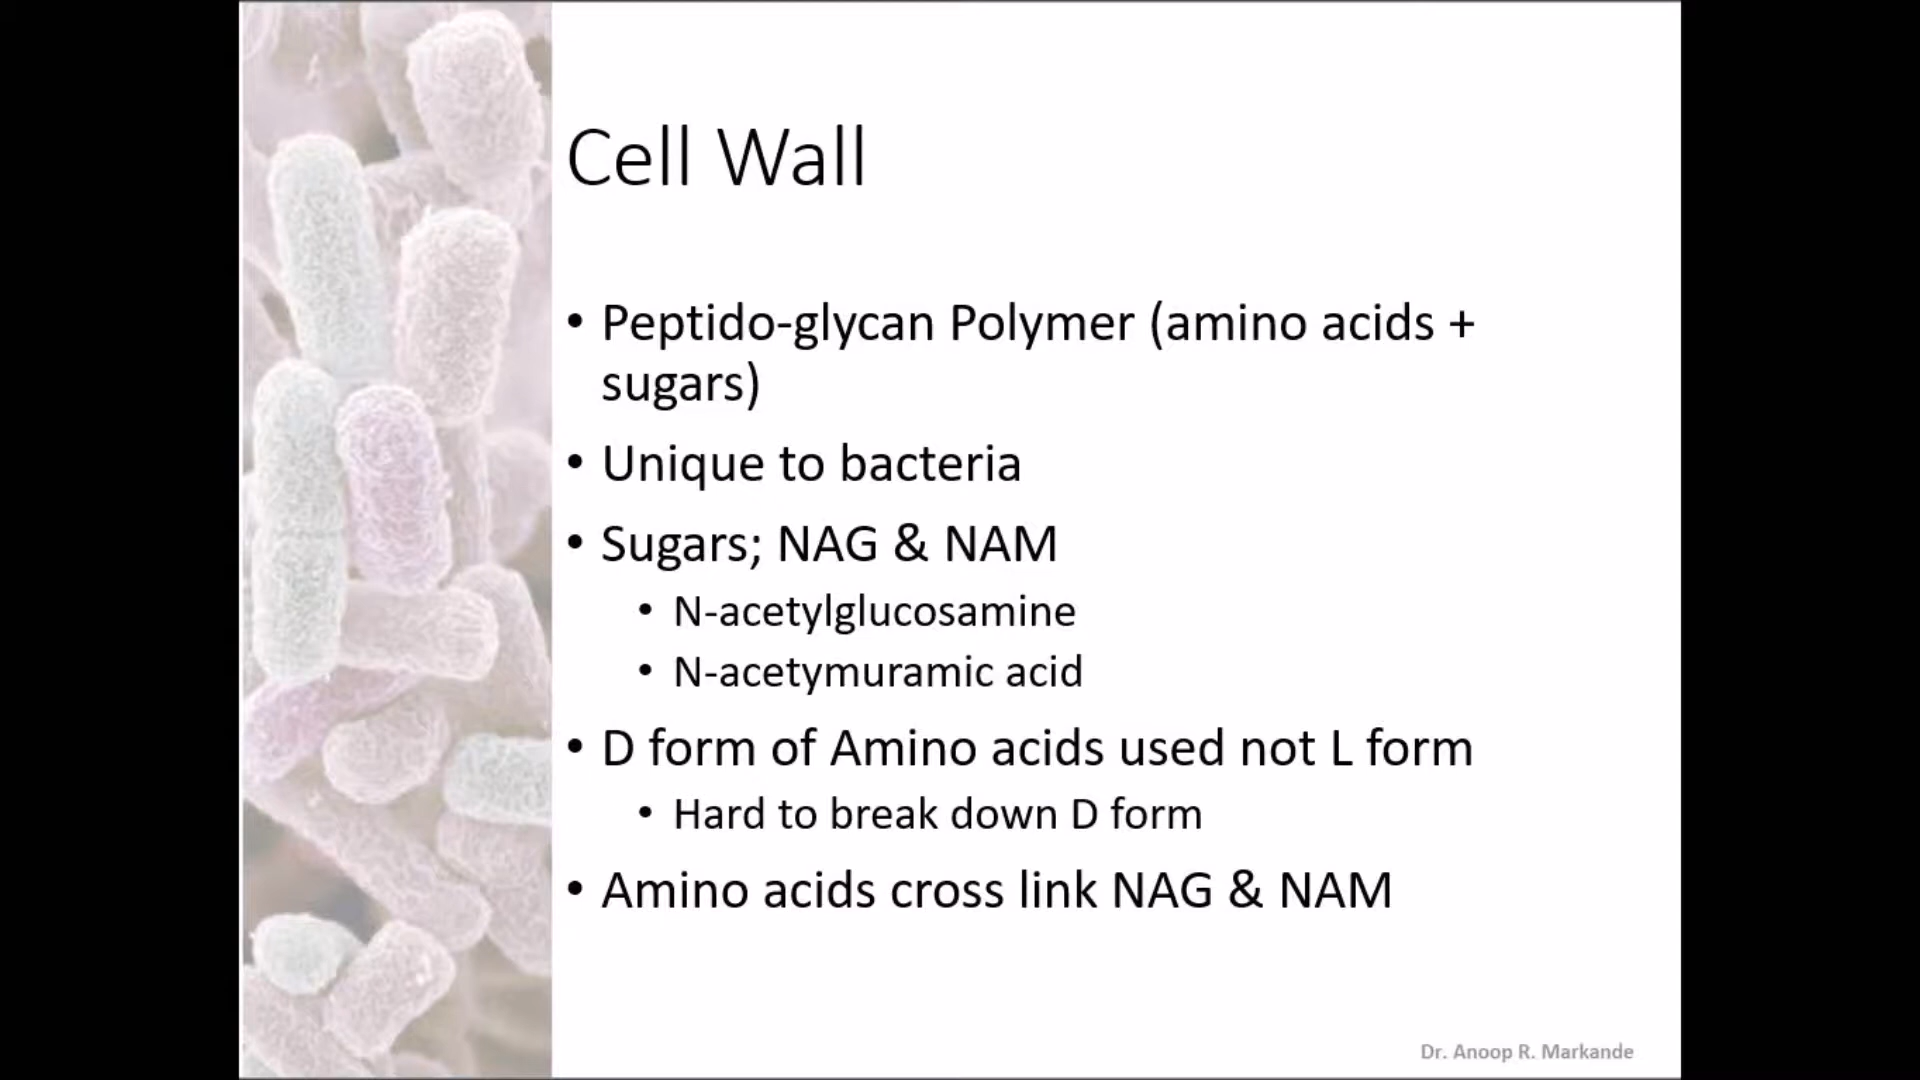 Cell Wall
• Peptido-glycan Polymer (amino acids +
sugars)
• Unique to bacteria
• Sugars; NAG & NAM
• N-acetylglucosamine
• N-acetymuramic acid
• D form of Amino acids used not L form
• Hard to break down D form
• Amino acids cross link NAG & NAM
Dr. Anoop R. Markande